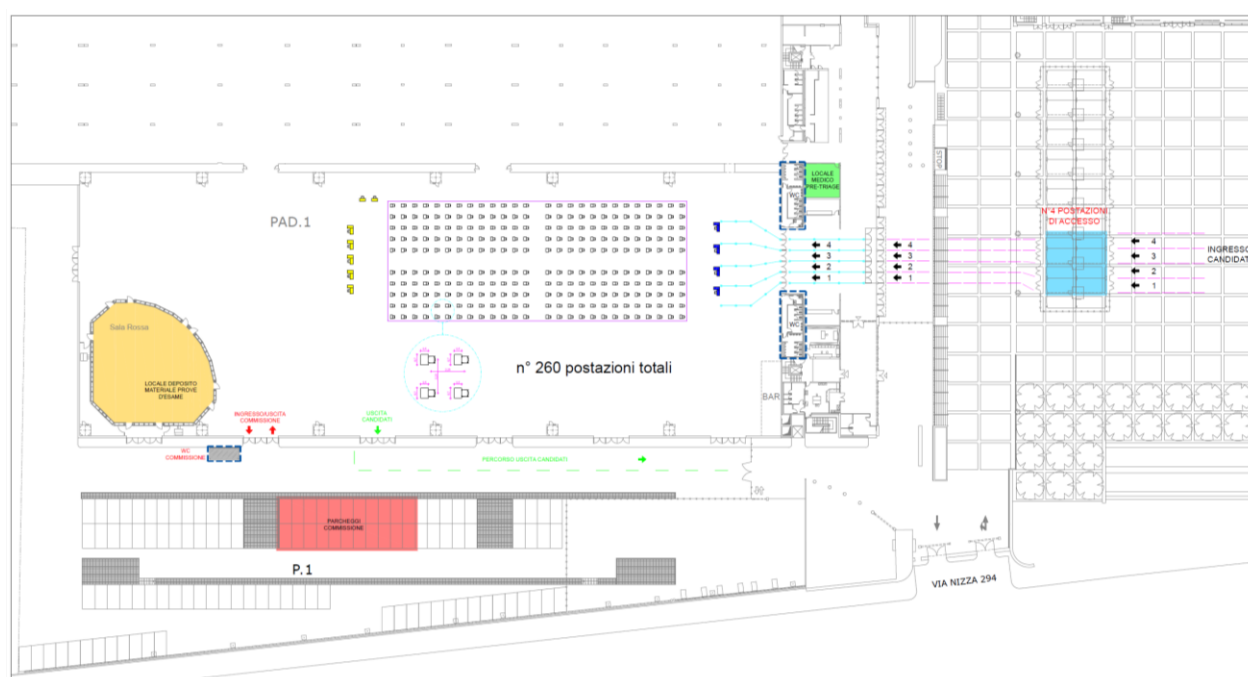 LOCALE
MEDICO
PRE-TRIAGE
STOP
WC
PAD.1
N°4 POSTAZIONI
DI ACCESSO
4
3
2
1
4
3
2
1
4
3
2
1
INGRESSO
CANDIDATI
Sala Rossa
WC
LOCALE DEPOSITO
MATERIALE PROVE
D'ESAME
n° 260 postazioni totali
BAR
INGRESSO/USCITA
COMMISSIONE
USCITA
CANDIDATI
WC
COMMISSIONE
PERCORSO USCITA CANDIDATI
PARCHEGGI
COMMISSIONE
P.1
VIA NIZZA 294